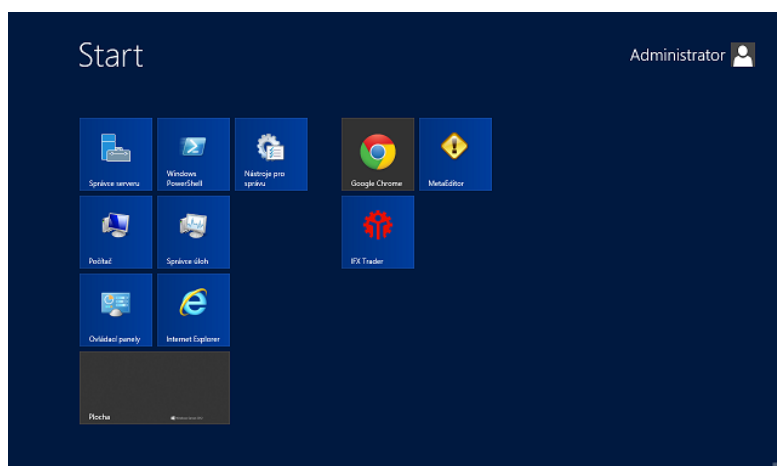 Start
Administrator
Správce serveru
Windows
PowerShell
Nástroje pro
správu
Google Chrome
MetaEditor
Počítač
Správce úloh
IFX Trader
Ovládací panely
Internet Explorer
Plocha